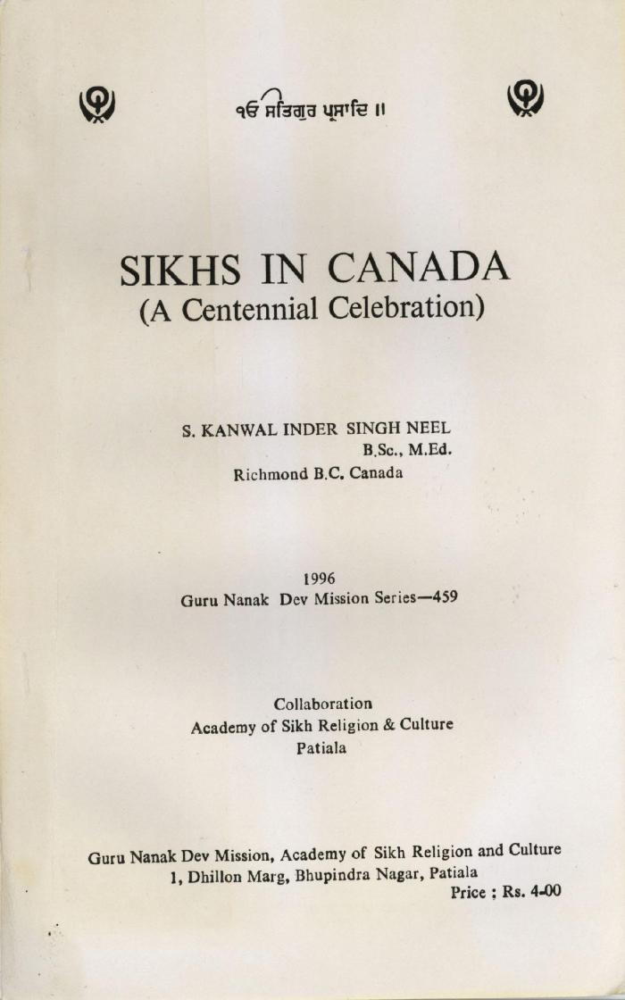 ੴ ਸਤਿਗੁਰ ਪ੍ਰਸਾਦਿ ॥
SIKHS IN CANADA
(A Centennial Celebration)
S. KANWAL INDER SINGH NEEL
B.Sc., M.Ed.
Richmond B.C. Canada
1996
Guru Nanak Dev Mission Series—459
Collaboration
Academy of Sikh Religion & Culture
Patiala
Guru Nanak Dev Mission, Academy of Sikh Religion and Culture
1, Dhillon Marg, Bhupindra Nagar, Patiala
Price : Rs. 4-00